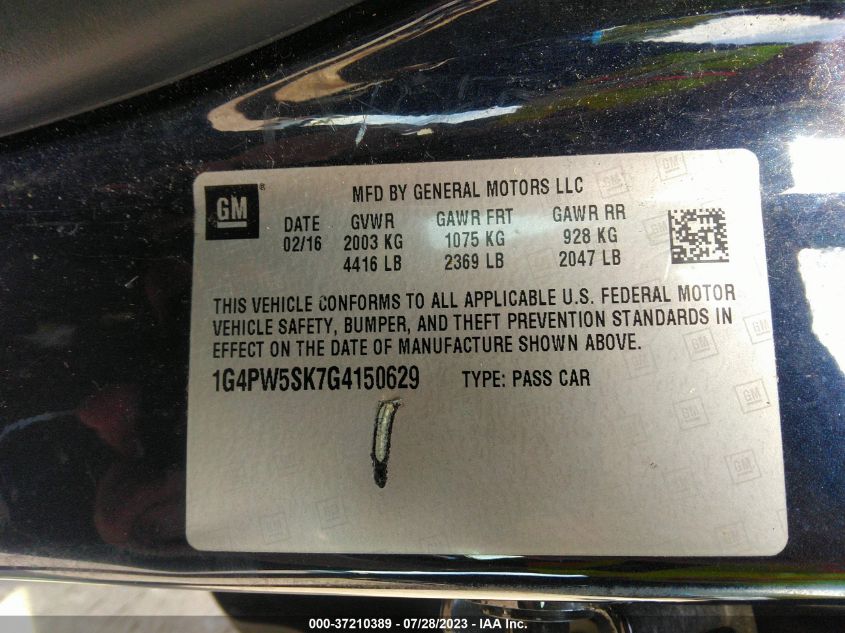 GM ®
MFD BY GENERAL MOTORS LLC
DATE GVWR GAWR FRT GAWR RR
02/16 2003 KG 1075 KG 928 KG
4416 LB 2369 LB 2047 LB
THIS VEHICLE CONFORMS TO ALL APPLICABLE U.S. FEDERAL MOTOR
VEHICLE SAFETY, BUMPER, AND THEFT PREVENTION STANDARDS IN
EFFECT ON THE DATE OF MANUFACTURE SHOWN ABOVE.
1G4PW5SK7G4150629 TYPE: PASS CAR
000-37210389 - 07/28/2023 - IAA Inc.